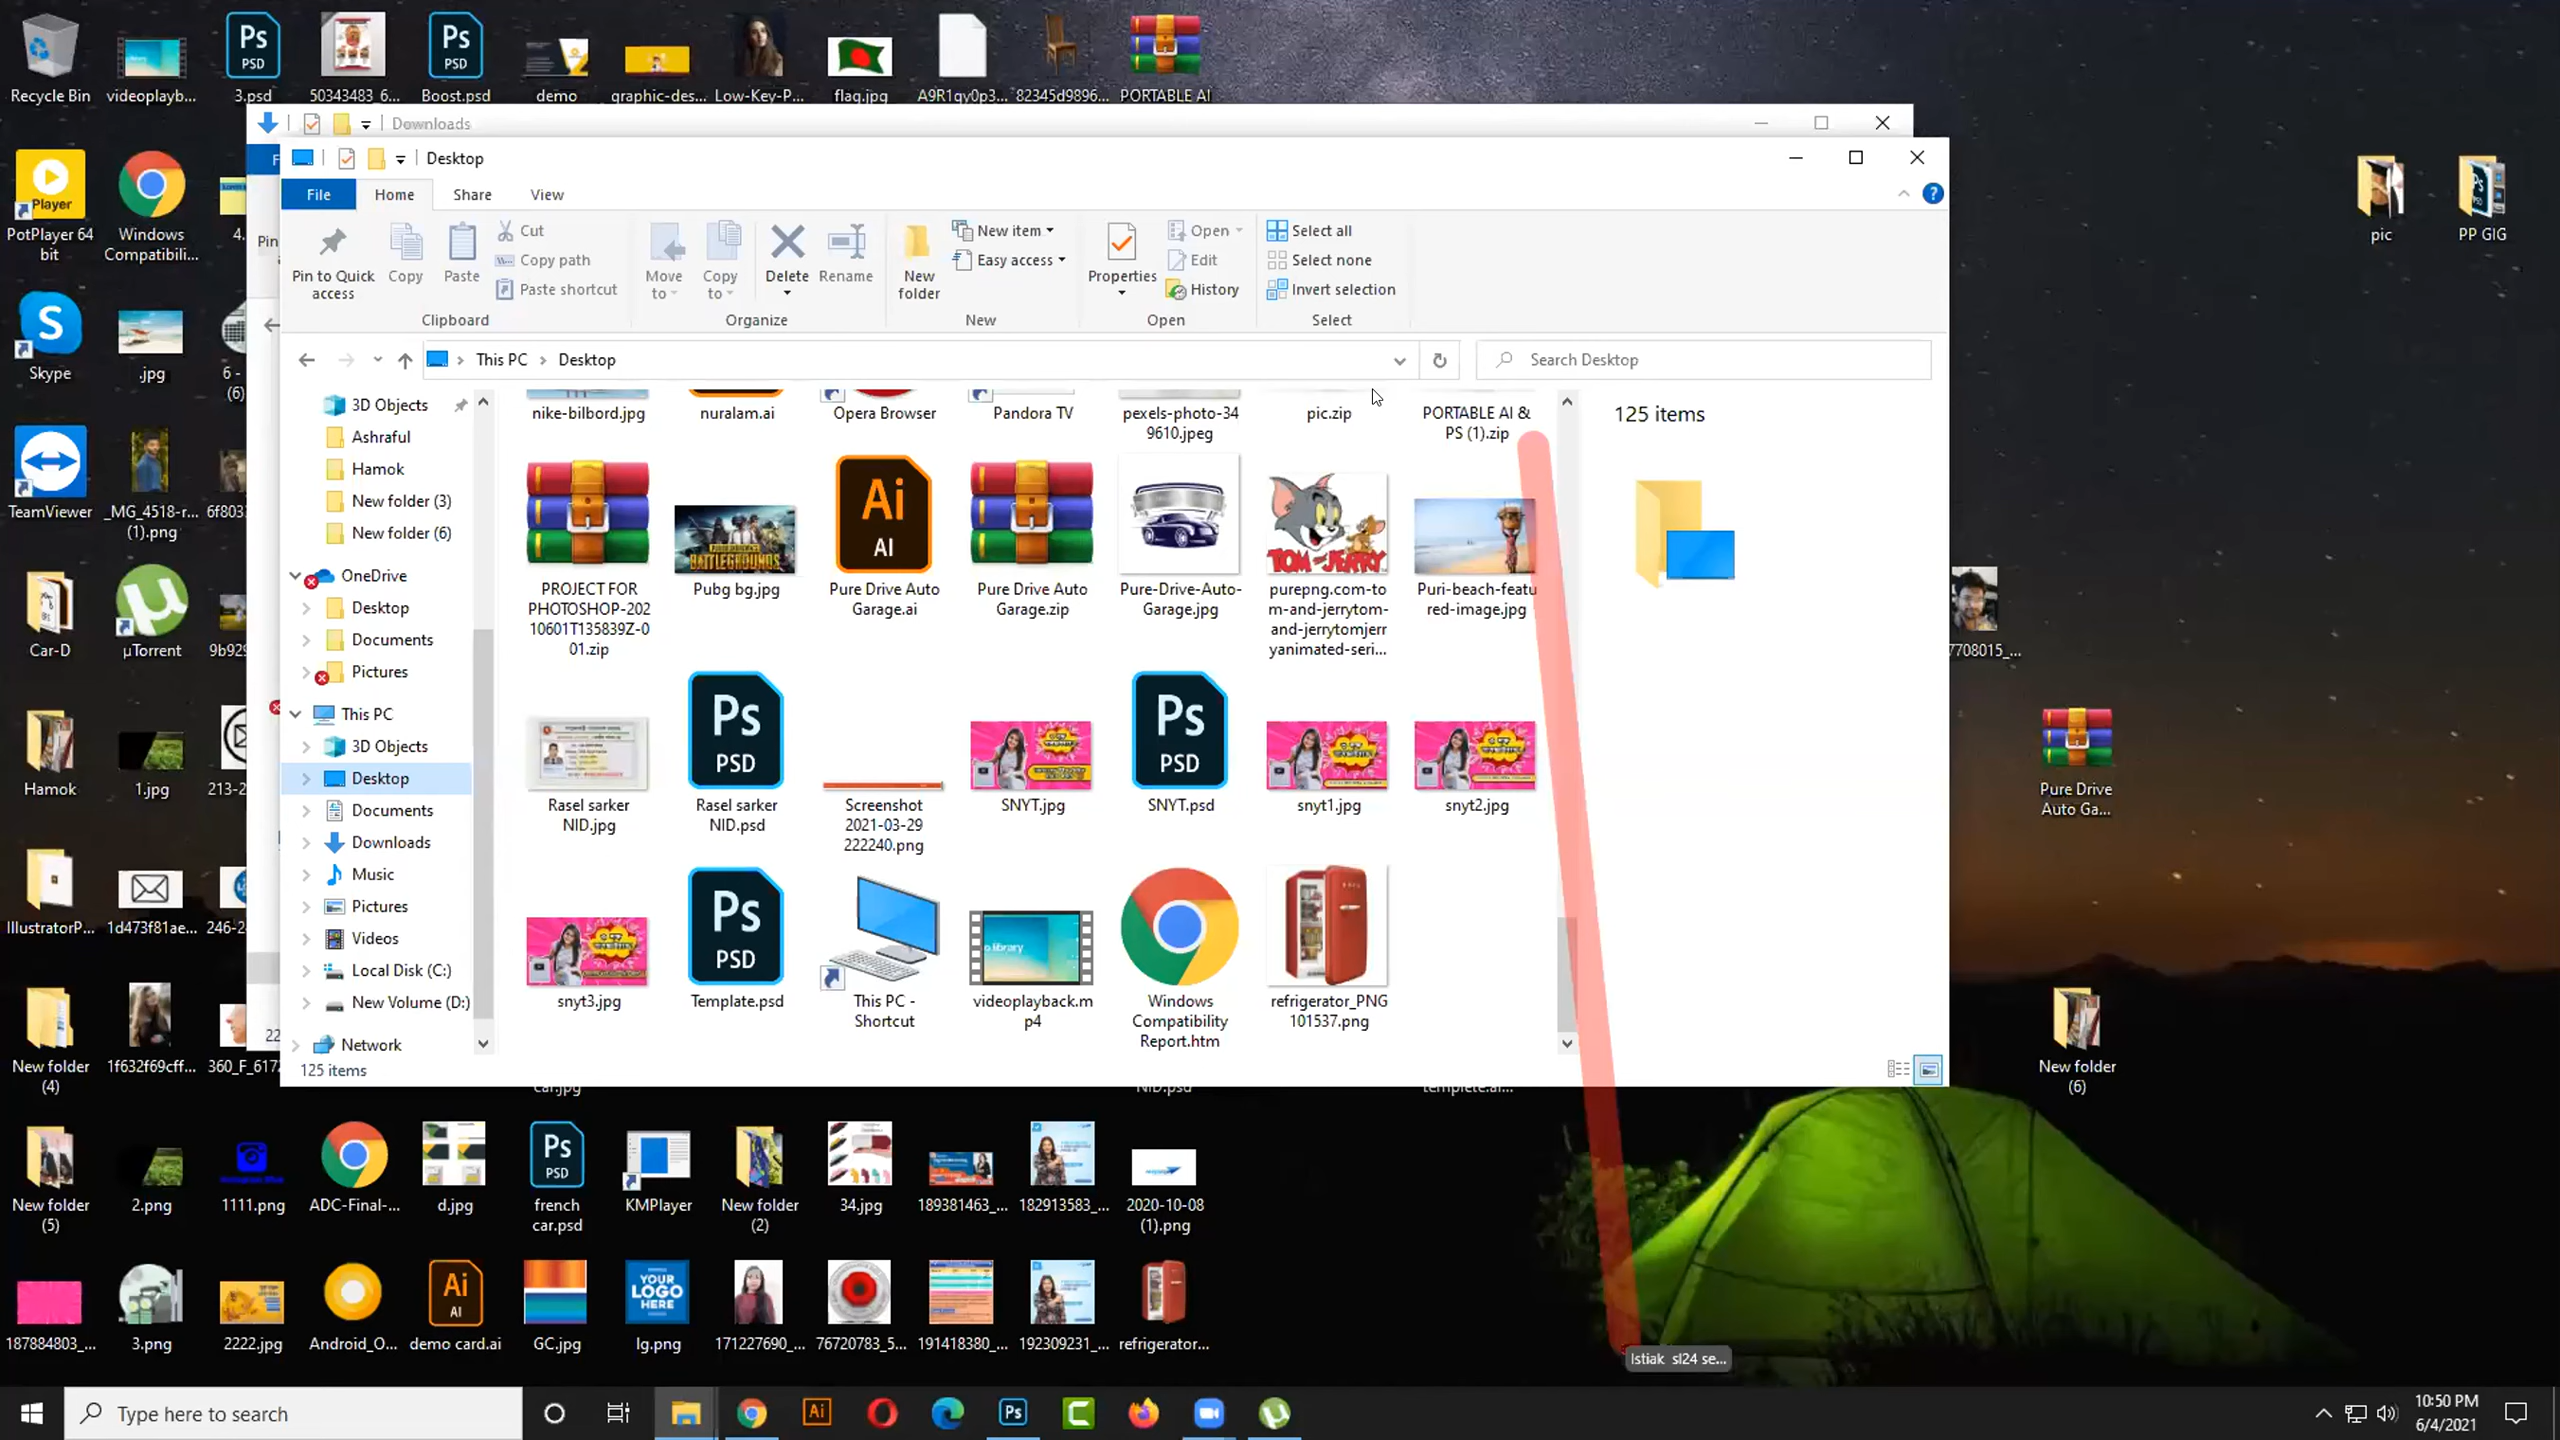 Recycle Bin
videoplayb...
3.psd
50343483_6...
Boost.psd
demo
graphic-des...
Low-Key-P...
flag.jpg
A9R1qy0p3...
82345d9896...
PORTABLE AI
Downloads
Desktop
File
Home
Share
View
Pin to Quick access
Copy
Paste
Cut
Copy path
Paste shortcut
Clipboard
Move to
Copy to
Delete
Rename
Organize
New folder
New item
Easy access
New
Properties
Open
Edit
History
Open
Select all
Select none
Invert selection
Select
This PC
Desktop
Search Desktop
3D Objects
Ashraful
Hamok
New folder (3)
New folder (6)
OneDrive
Desktop
Documents
Pictures
This PC
3D Objects
Desktop
Documents
Downloads
Music
Pictures
Videos
Local Disk (C:)
New Volume (D:)
Network
125 items
nike-bilbord.jpg
nuralam.ai
Opera Browser
Pandora TV
pexels-photo-34
9610.jpeg
pic.zip
PORTABLE AI &
PS (1).zip
125 items
PROJECT FOR
PHOTOSHOP-202
10601T135839Z-0
01.zip
Pubg bg.jpg
Pure Drive Auto
Garage.ai
Pure Drive Auto
Garage.zip
Pure-Drive-Auto-
Garage.jpg
purepng.com-to
m-and-jerrytom-
and-jerrytomjerr
yanimated-seri...
Puri-beach-featu
red-image.jpg
Rasel sarker
NID.jpg
Rasel sarker
NID.psd
Screenshot
2021-03-29
222240.png
SNYT.jpg
SNYT.psd
snyt1.jpg
snyt2.jpg
snyt3.jpg
Template.psd
This PC -
Shortcut
videoplayback.m
p4
Windows
Compatibility
Report.htm
refrigerator_PNG
101537.png
PotPlayer 64
bit
Windows
Compatibili...
Skype
.jpg
6 -
(6)
TeamViewer
_MG_4518-r...
(1).png
6f803
Car-D
µTorrent
9b929
Hamok
1.jpg
213-2
IllustratorP...
1d473f81ae...
246-2
New folder
(4)
1f632f69cff...
360_F_6172
New folder
(5)
2.png
1111.png
ADC-Final-...
d.jpg
french
car.psd
KMPlayer
New folder
(2)
34.jpg
189381463_...
182913583_...
2020-10-08
(1).png
187884803_...
3.png
2222.jpg
Android_O...
demo card.ai
GC.jpg
lg.png
171227690_...
76720783_5...
191418380_...
192309231_...
refrigerator...
pic
PP GIG
7708015_...
Pure Drive
Auto Ga...
New folder
(6)
Istiak sl24 se...
Type here to search
10:50 PM
6/4/2021